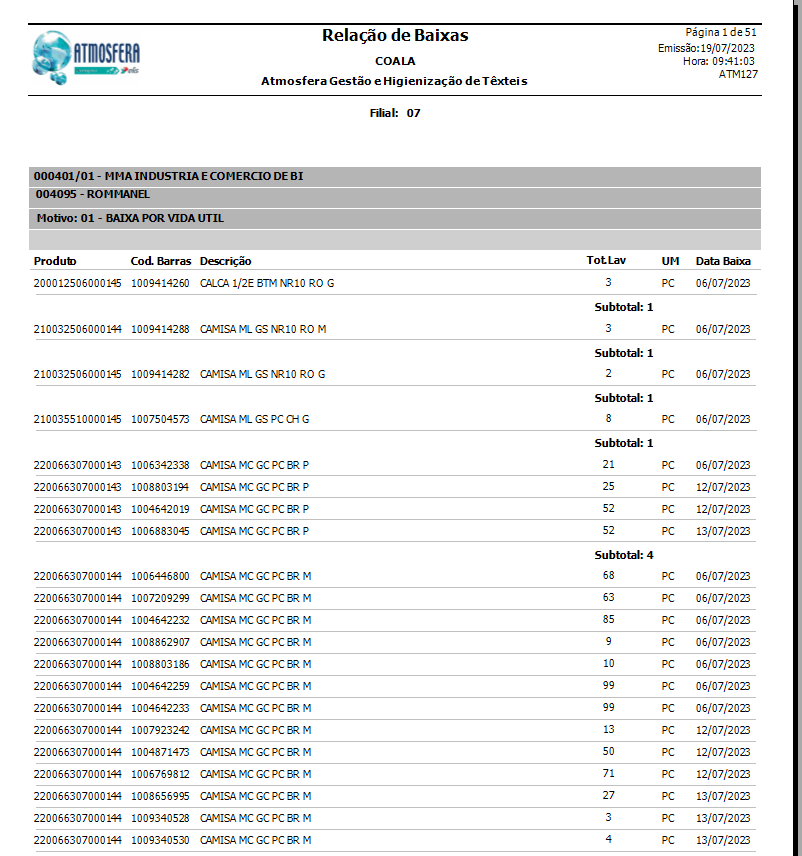 ATMOSFERA
Relação de Baixas
COALA
Atmosfera Gestão e Higienização de Têxteis
Página 1 de 51
Emissão:19/07/2023
Hora: 09:41:03
ATM127
Filial: 07
000401/01 - MMA INDUSTRIA E COMERCIO DE BI
004095 - ROMMANEL
Motivo: 01 - BAIXA POR VIDA UTIL
Produto Cod. Barras Descrição Tot.Lav UM Data Baixa
200012506000145 1009414260 CALCA 1/2E BTM NR10 RO G 3 PC 06/07/2023
Subtotal: 1
210032506000144 1009414288 CAMISA ML GS NR10 RO M 3 PC 06/07/2023
Subtotal: 1
210032506000145 1009414282 CAMISA ML GS NR10 RO G 2 PC 06/07/2023
Subtotal: 1
210035510000145 1007504573 CAMISA ML GS PC CH G 8 PC 06/07/2023
Subtotal: 1
220066307000143 1006342338 CAMISA MC GC PC BR P 21 PC 06/07/2023
220066307000143 1008803194 CAMISA MC GC PC BR P 25 PC 12/07/2023
220066307000143 1004642019 CAMISA MC GC PC BR P 52 PC 12/07/2023
220066307000143 1006883045 CAMISA MC GC PC BR P 52 PC 13/07/2023
Subtotal: 4
220066307000144 1006446800 CAMISA MC GC PC BR M 68 PC 06/07/2023
220066307000144 1007209299 CAMISA MC GC PC BR M 63 PC 06/07/2023
220066307000144 1004642232 CAMISA MC GC PC BR M 85 PC 06/07/2023
220066307000144 1008862907 CAMISA MC GC PC BR M 9 PC 06/07/2023
220066307000144 1008803186 CAMISA MC GC PC BR M 10 PC 06/07/2023
220066307000144 1004642259 CAMISA MC GC PC BR M 99 PC 06/07/2023
220066307000144 1004642233 CAMISA MC GC PC BR M 99 PC 06/07/2023
220066307000144 1007923242 CAMISA MC GC PC BR M 13 PC 12/07/2023
220066307000144 1004871473 CAMISA MC GC PC BR M 50 PC 12/07/2023
220066307000144 1006769812 CAMISA MC GC PC BR M 71 PC 12/07/2023
220066307000144 1008656995 CAMISA MC GC PC BR M 27 PC 13/07/2023
220066307000144 1009340528 CAMISA MC GC PC BR M 3 PC 13/07/2023
220066307000144 1009340530 CAMISA MC GC PC BR M 4 PC 13/07/2023